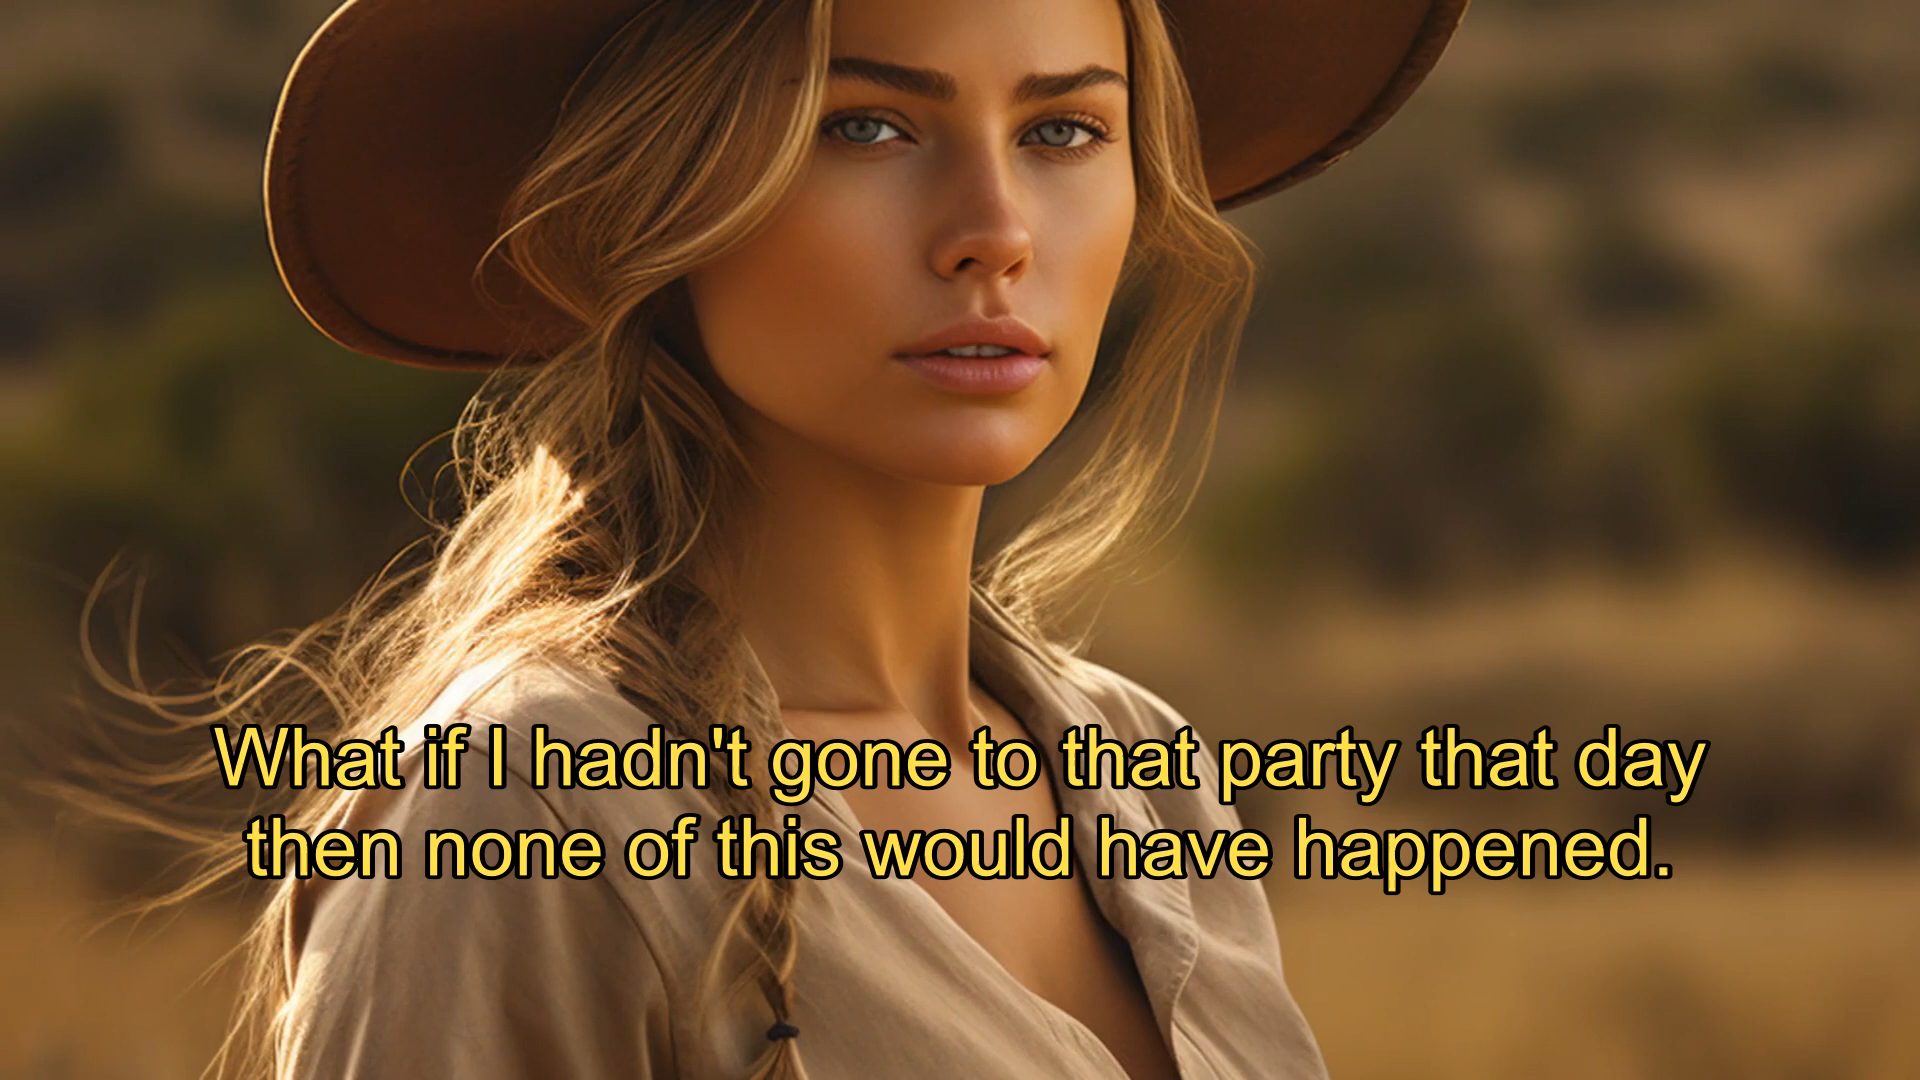 What if I hadn't gone to that party that day
then none of this would have happened.